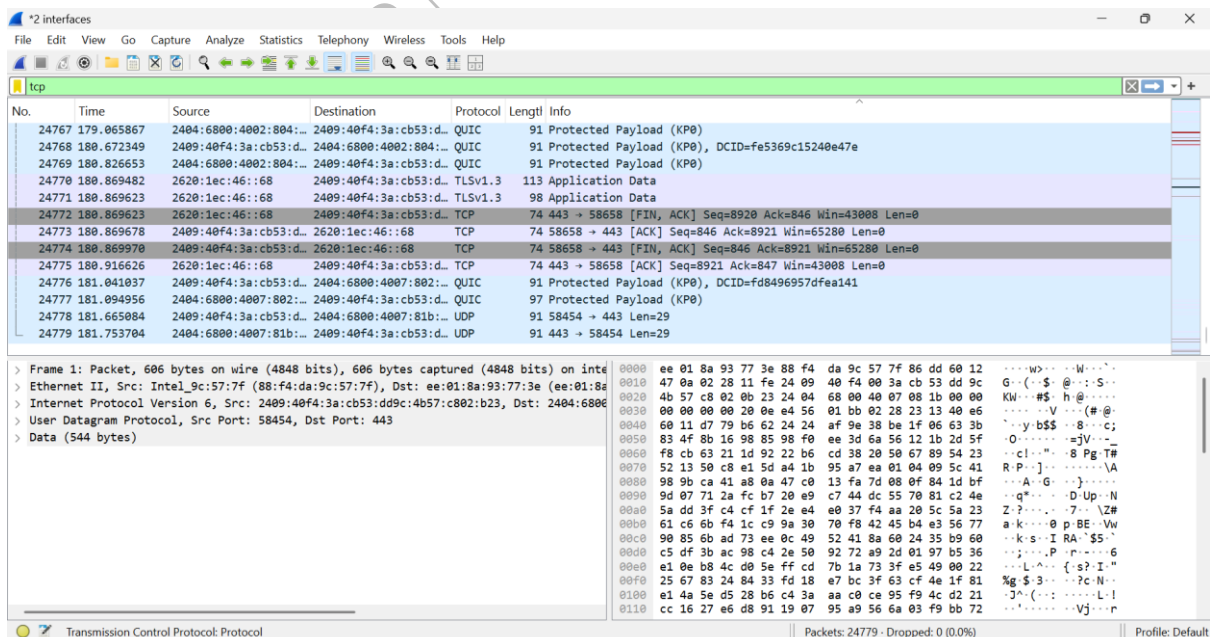 *2 interfaces
File Edit View Go Capture Analyze Statistics Telephony Wireless Tools Help
tcp
No. Time Source Destination Protocol Length Info
24767 179.065867 2404:6800:4002:804:… 2409:40f4:3a:cb53:d… QUIC 91 Protected Payload (KP0)
24768 180.672349 2409:40f4:3a:cb53:d… 2404:6800:4002:804:… QUIC 91 Protected Payload (KP0), DCID=fe5369c15240e47e
24769 180.826653 2404:6800:4002:804:… 2409:40f4:3a:cb53:d… QUIC 91 Protected Payload (KP0)
24770 180.869482 2620:1ec:46::68 2409:40f4:3a:cb53:d… TLSv1.3 113 Application Data
24771 180.869623 2620:1ec:46::68 2409:40f4:3a:cb53:d… TLSv1.3 98 Application Data
24772 180.869623 2620:1ec:46::68 2409:40f4:3a:cb53:d… TCP 74 443 → 58658 [FIN, ACK] Seq=8920 Ack=846 Win=43008 Len=0
24773 180.869678 2409:40f4:3a:cb53:d… 2620:1ec:46::68 TCP 74 58658 → 443 [ACK] Seq=846 Ack=8921 Win=65280 Len=0
24774 180.869970 2409:40f4:3a:cb53:d… 2620:1ec:46::68 TCP 74 58658 → 443 [FIN, ACK] Seq=846 Ack=8921 Win=65280 Len=0
24775 180.916626 2620:1ec:46::68 2409:40f4:3a:cb53:d… TCP 74 443 → 58658 [ACK] Seq=8921 Ack=847 Win=43008 Len=0
24776 181.041037 2409:40f4:3a:cb53:d… 2404:6800:4007:802:… QUIC 91 Protected Payload (KP0), DCID=fd8496957dfea141
24777 181.094956 2404:6800:4007:802:… 2409:40f4:3a:cb53:d… QUIC 97 Protected Payload (KP0)
24778 181.665084 2409:40f4:3a:cb53:d… 2404:6800:4007:81b:… UDP 91 58454 → 443 Len=29
24779 181.753704 2404:6800:4007:81b:… 2409:40f4:3a:cb53:d… UDP 91 443 → 58454 Len=29
> Frame 1: Packet, 606 bytes on wire (4848 bits), 606 bytes captured (4848 bits) on inte
> Ethernet II, Src: Intel_9c:57:7f (88:f4:da:9c:57:7f), Dst: ee:01:8a:93:77:3e (ee:01:8a
> Internet Protocol Version 6, Src: 2409:40f4:3a:cb53:dd9c:4b57:c802:b23, Dst: 2404:6800
> User Datagram Protocol, Src Port: 58454, Dst Port: 443
> Data (544 bytes)
0000 ee 01 8a 93 77 3e 88 f4 da 9c 57 7f 86 dd 60 12 ····w>·· ··W···`·
0010 47 0a 02 28 11 fe 24 09 40 f4 00 3a cb 53 dd 9c G··(··$· @··:·S··
0020 4b 57 c8 02 0b 23 24 04 68 00 40 07 08 1b 00 00 KW···#$· h·@·····
0030 00 00 00 00 20 0e e4 56 01 bb 02 28 23 13 40 e6 ···· ··V ···(#·@·
0040 60 11 d7 79 b6 62 24 24 af 9e 38 be 1f 06 63 3b `··y·b$$ ··8···c;
0050 83 4f 8b 16 98 85 98 f0 ee 3d 6a 56 12 1b 2d 5f ·O······ ·=jV··-_
0060 f8 cb 63 21 1d 92 22 b6 cd 38 20 50 67 89 54 23 ··c!··"· ·8 Pg·T#
0070 52 13 50 c8 e1 5d a4 1b 95 a7 ea 01 04 09 5c 41 R·P··]·· ······\A
0080 98 9b ca 41 a8 0a 47 c0 13 fa 7d 08 0f 84 1d bf ···A··G· ··}·····
0090 9d 07 71 2a fc b7 20 e9 c7 44 dc 55 70 81 c2 4e ··q*·· · ·D·Up··N
00a0 5a dd 3f c4 cf 1f 2e e4 e0 37 f4 aa 20 5c 5a 23 Z·?···.· ·7·· \Z#
00b0 61 c6 6b f4 1c c9 9a 30 70 f8 42 45 b4 e3 56 77 a·k····0 p·BE··Vw
00c0 90 85 6b ad 73 ee 0c 49 52 41 8a 60 24 35 b9 60 ··k·s··I RA·`$5·`
00d0 c5 df 3b ac 98 c4 2e 50 92 72 a9 2d 01 97 b5 36 ··;···.P ·r·-···6
00e0 e1 0e b8 4c d0 5e ff cd 7b 1a 73 3f e5 49 00 22 ···L·^·· {·s?·I·"
00f0 25 67 83 24 84 33 fd 18 e7 bc 3f 63 cf 4e 1f 81 %g·$·3·· ··?c·N··
0100 e1 4a 5e d5 28 b6 c4 3a aa c0 ce 95 f9 4c d2 21 ·J^·(··: ·····L·!
0110 cc 16 27 e6 d8 91 19 07 95 a9 56 6a 03 f9 bb 72 ··'····· ··Vj···r
Transmission Control Protocol: Protocol Packets: 24779 · Dropped: 0 (0.0%) Profile: Default